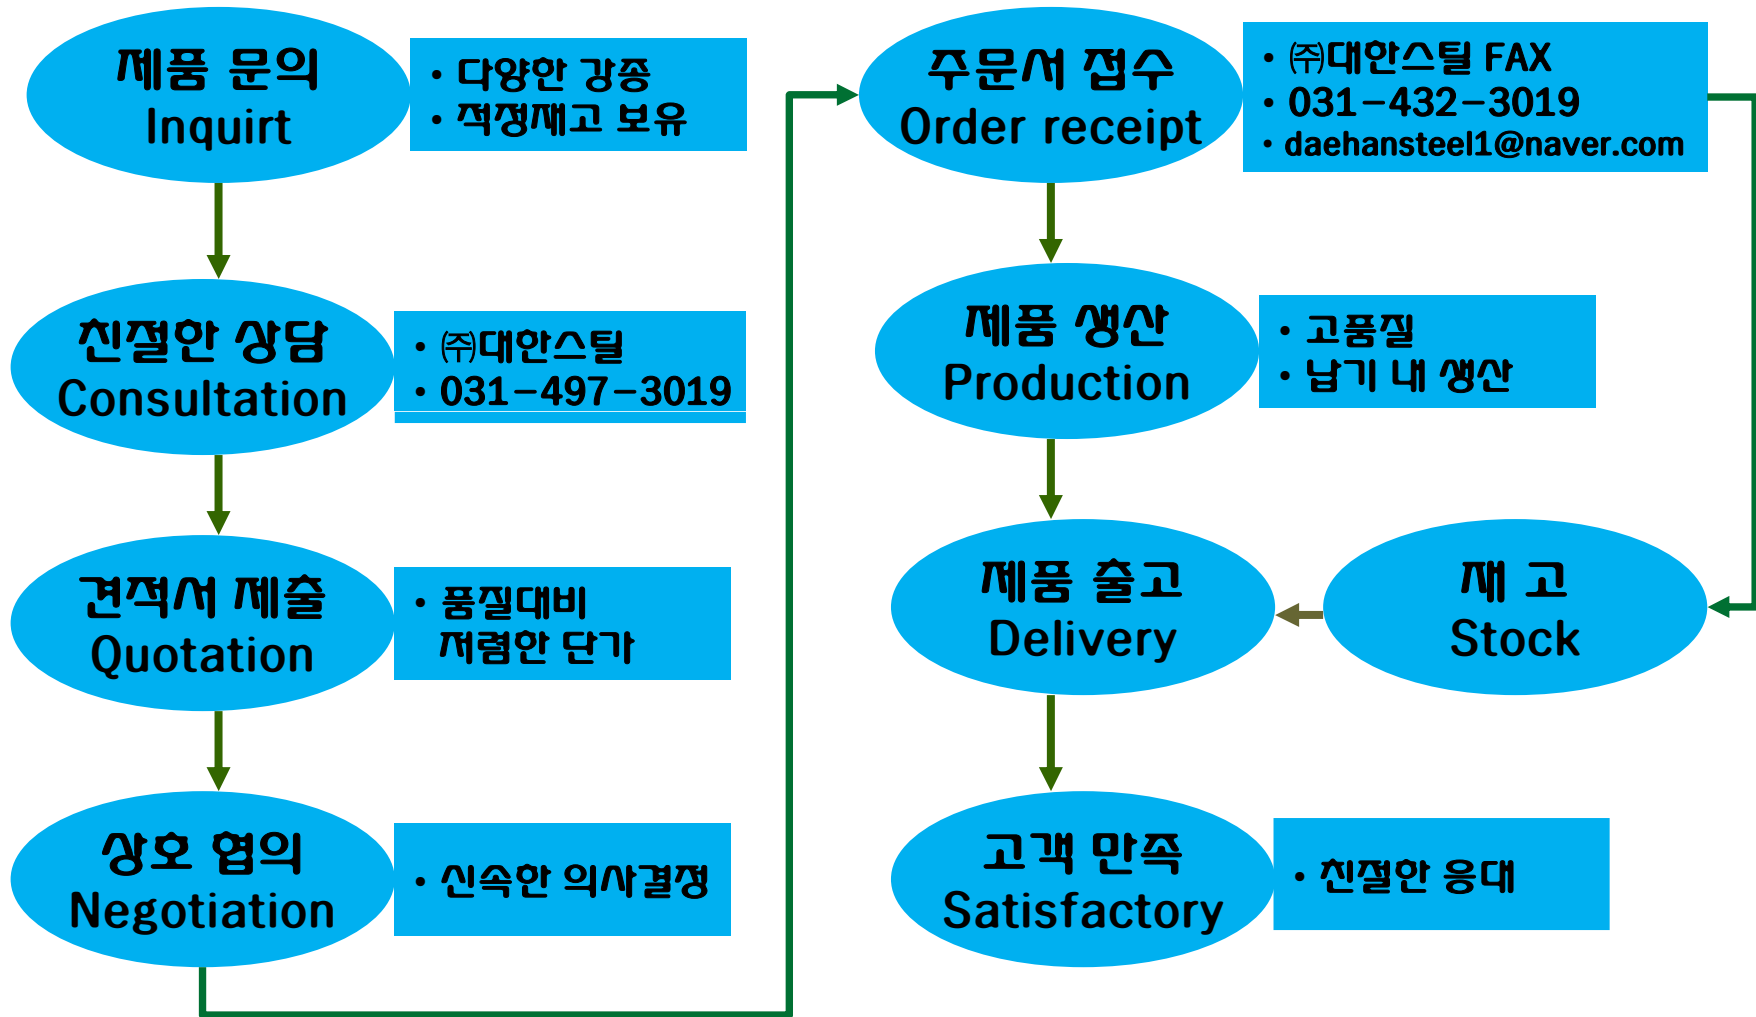 제품 문의
Inquirt
• 다양한 강종
• 적정재고 보유
친절한 상담
Consultation
• ㈜대한스틸
• 031-497-3019
견적서 제출
Quotation
• 품질대비
저렴한 단가
상호 협의
Negotiation
• 신속한 의사결정
주문서 접수
Order receipt
• ㈜대한스틸 FAX
• 031-432-3019
• daehansteel1@naver.com
제품 생산
Production
• 고품질
• 납기 내 생산
제품 출고
Delivery
재 고
Stock
고객 만족
Satisfactory
• 친절한 응대